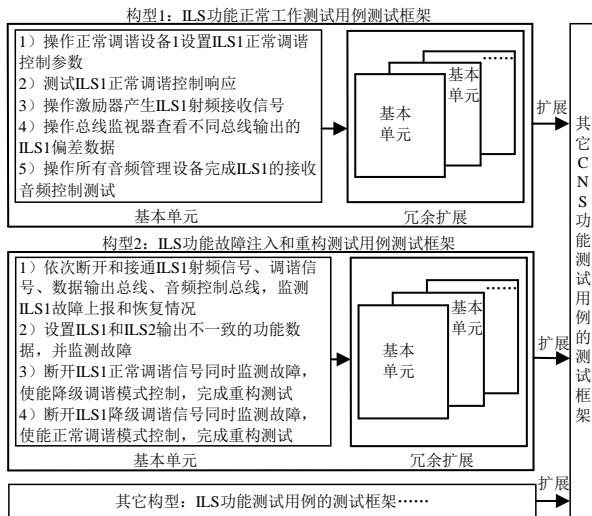 构型1：ILS功能正常工作测试用例测试框架
1）操作正常调谐设备1设置ILS1正常调谐
控制参数
2）测试ILS1正常调谐控制响应
3）操作激励器产生ILS1射频接收信号
4）操作总线监视器查看不同总线输出的
ILS1偏差数据
5）操作所有音频管理设备完成ILS1的接收
音频控制测试
基本单元
……
基本
单元
基本
单元
冗余扩展
扩展
构型2：ILS功能故障注入和重构测试用例测试框架
1）依次断开和接通ILS1射频信号、调谐信
号、数据输出总线、音频控制总线，监测
ILS1故障上报和恢复情况
2）设置ILS1和ILS2输出不一致的功能数
据，并监测故障
3）断开ILS1正常调谐信号同时监测故障，
使能降级调谐模式控制，完成重构测试
4）断开ILS1降级调谐信号同时监测故障，
使能正常调谐模式控制，完成重构测试
基本单元
……
基本
单元
基本
单元
冗余扩展
扩展
其它构型：ILS功能测试用例的测试框架……
扩展
其它CNS功能测试用例的测试框架